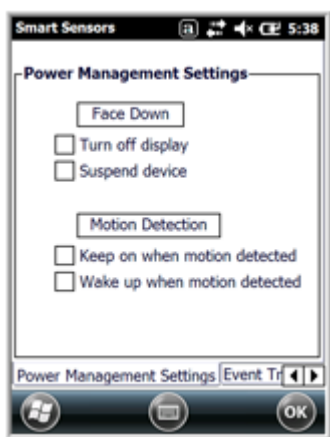 Smart Sensors a 5:38
Power Management Settings
Face Down
Turn off display
Suspend device
Motion Detection
Keep on when motion detected
Wake up when motion detected
Power Management Settings Event Tr
OK